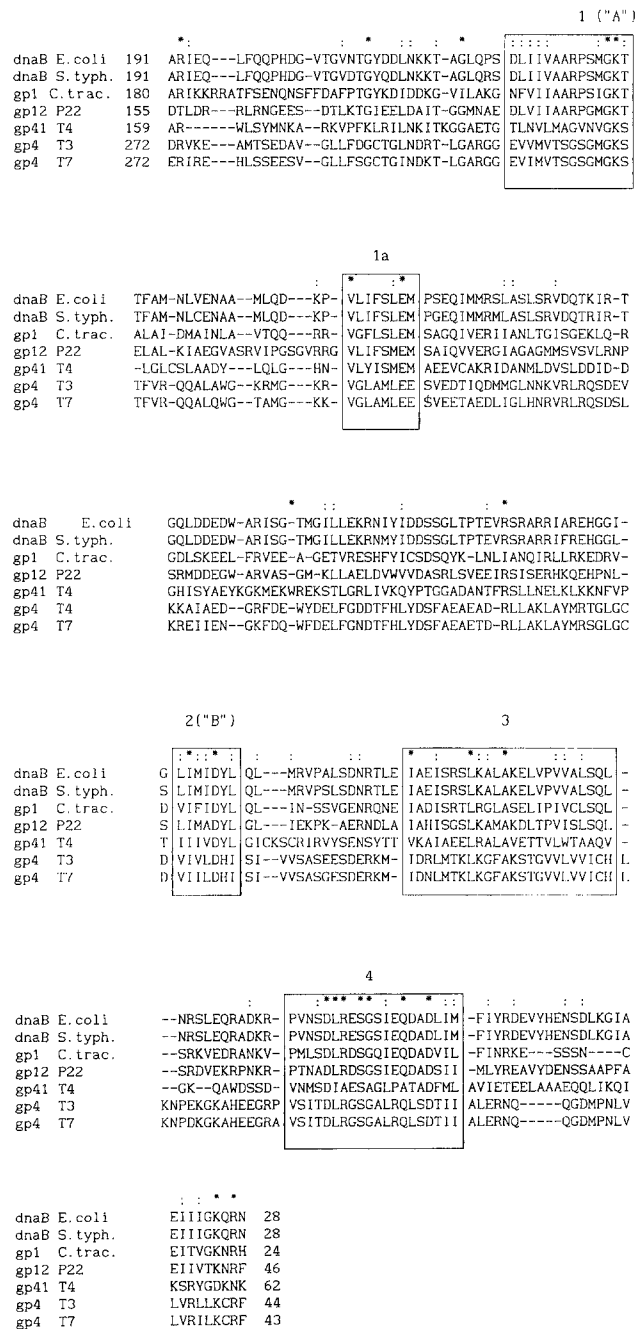 1 ("A")
*: : * :: : * ::::: : **:
dnaB E.coli 191 ARIEQ---LFQQPHDG-VTGVNTGYDDLNKKT-AGLQPS DLIIVAARPSMGKT
dnaB S.typh. 191 ARIEQ---LFQQPHDG-VTGVDTGYDDLNKKT-AGLQRS DLIIVAARPSMGKT
gp1 C.trac. 180 ARIKKRRATFSENQNSFFDAFPTGYKDIDDKG-VILAKG NFVIIAARPSIGKT
gp12 P22 155 DTLDR---RLRNGEES--DTLKTGIEELDAIT-GGMNAE DLVIIAARPSMGKT
gp41 T4 159 AR------WLSYMNKA--RKVPFKLRILNKITKGGAETG TLNVLMAGVNVGKS
gp4 T3 272 DRVKE---AMTSEDAV--GLLFDGCTGLNDRT-LGARGG EVVMVTSGSGMGKS
gp4 T7 272 ERIRE---HLSSEESV--GLLFSGCTGINDKT-LGARGG EVIMVTSGSGMGKS
1a
: * :* :: :
dnaB E.coli TFAM-NLVENAA--MLQD---KP- VLIFSLEM PSEQIMMRSLASLSRVDQTKIR-T
dnaB S.typh. TFAM-NLCENAA--MLQD---KP- VLIFSLEM PGEQIMMRMLASLSRVDQTRIR-T
gp1 C.trac. ALAI-DMAINLA--VTQQ---RR- VGFLSLEM SAGQIVERIIANLTGISGEKLQ-R
gp12 P22 ELAL-KIAEGVASRVIPGSGVRRG VLIFSMEM SAIQVVERGIAGAGMMSVSVLRNP
gp41 T4 -LGLCSLAADY---LQLG---HN- VLYISMEM AEEVCAKRIDANMLDVSLDDID-D
gp4 T3 TFVR-QQALAWG--KRMG---KR- VGLAMLEE SVEDTIQDMMGLNNKVRLRQSDEV
gp4 T7 TFVR-QQALQWG--TAMG---KK- VGLAMLEE SVEETAEDLIGLHNRVRLRQSDSL
* :: : *
dnaB E.coli GQLDDEDW-ARISG-TMGILLEKRNIYIDDSSGLTPTEVRSRARRIAREHGGI-
dnaB S.typh. GQLDDEDW-ARISG-TMGILLEKRNMYIDDSSGLTPTEVRSRARRIFREHGGL-
gp1 C.trac. GDLSKEEL-FRVEE-A-GETVRESHFYICSDSQYK-LNLIANQIRLLRKEDRV-
gp12 P22 SRMDDEGW-ARVAS-GM-KLLAELDVWVVDASRLSVEEIRSISERHKQEHPNL-
gp41 T4 GHISYAEYKGKMEKWREKSTLGRLIVKQYPTGGADANTFRSLLNELKLKKNFVP
gp4 T4 KKAIAED--GRFDE-WYDELFGDDTFHLYDSFAEAEAD-RLLAKLAYMRTGLGC
gp4 T7 KREIIEN--GKFDQ-WFDELFGNDTFHLYDSFAEAETD-RLLAKLAYMRSGLGC
2("B") 3
:*::*: : : :: * : *: * : :::
dnaB E.coli G LIMIDYL QL---MRVPALSDNRTLE IAEISRSLKALAKELVPVVALSQL -
dnaB S.typh. S LIMIDYL QL---MRVPSLSDNRTLE IAEISRSLKALAKELVPVVALSQL -
gp1 C.trac. D VIFIDYL QL---IN-SSVGENRQNE IADISRTLRGLASELIPIVCLSQL -
gp12 P22 S LIMADYL GL---IEKPK-AERNDLA IAHISGSLKAMAKDLTPVISLSQL -
gp41 T4 T IIIVDYL GICKSCRIRVYSENSYTT VKAIAEELRALAVETTVLWTAAQV -
gp4 T3 D VIVLDHI SI--VVSASEESDERKM- IDRLMTKLKGFAKSTGVVLVVICH L
gp4 T7 D VIILDHI SI--VVSASGESDERKM- IDNLMTKLKGFAKSTGVVLVVICH L
4
: : : ***:** :* * : : : : :
dnaB E.coli --NRSLEQRADKR- PVNSDLRESGSIEQDADLIM -FIYRDEVYHENSDLKGIA
dnaB S.typh. --NRSLEQRADKR- PVNSDLRESGSIEQDADLIM -FIYRDEVYHENSDLKGIA
gp1 C.trac. --SRKVEDRANKV- PMLSDLRDSGQIEQDADVIL -FINRKE---SSSN----C
gp12 P22 --SRDVEKRPNKR- PTNADLRDSGSIEQDADSII -MLYREAVYDENSSAAPFA
gp41 T4 --GK--QAWDSSD- VNMSDIAESAGLPATADFML AVIETEELAAAEQQLIKQI
gp4 T3 KNPEKGKAHEEGRP VSITDLRGSGALRQLSDTII ALERNQ-----QGDMPNLV
gp4 T7 KNPDKGKAHEEGRA VSITDLRGSGALRQLSDTII ALERNQ-----QGDMPNLV
: : * *
dnaB E.coli EIIIGKQRN 28
dnaB S.typh. EIIIGKQRN 28
gp1 C.trac. EITVGKNRH 24
gp12 P22 EIIVTKNRF 46
gp41 T4 KSRYGDKNK 62
gp4 T3 LVRLLKCRF 44
gp4 T7 LVRILKCRF 43